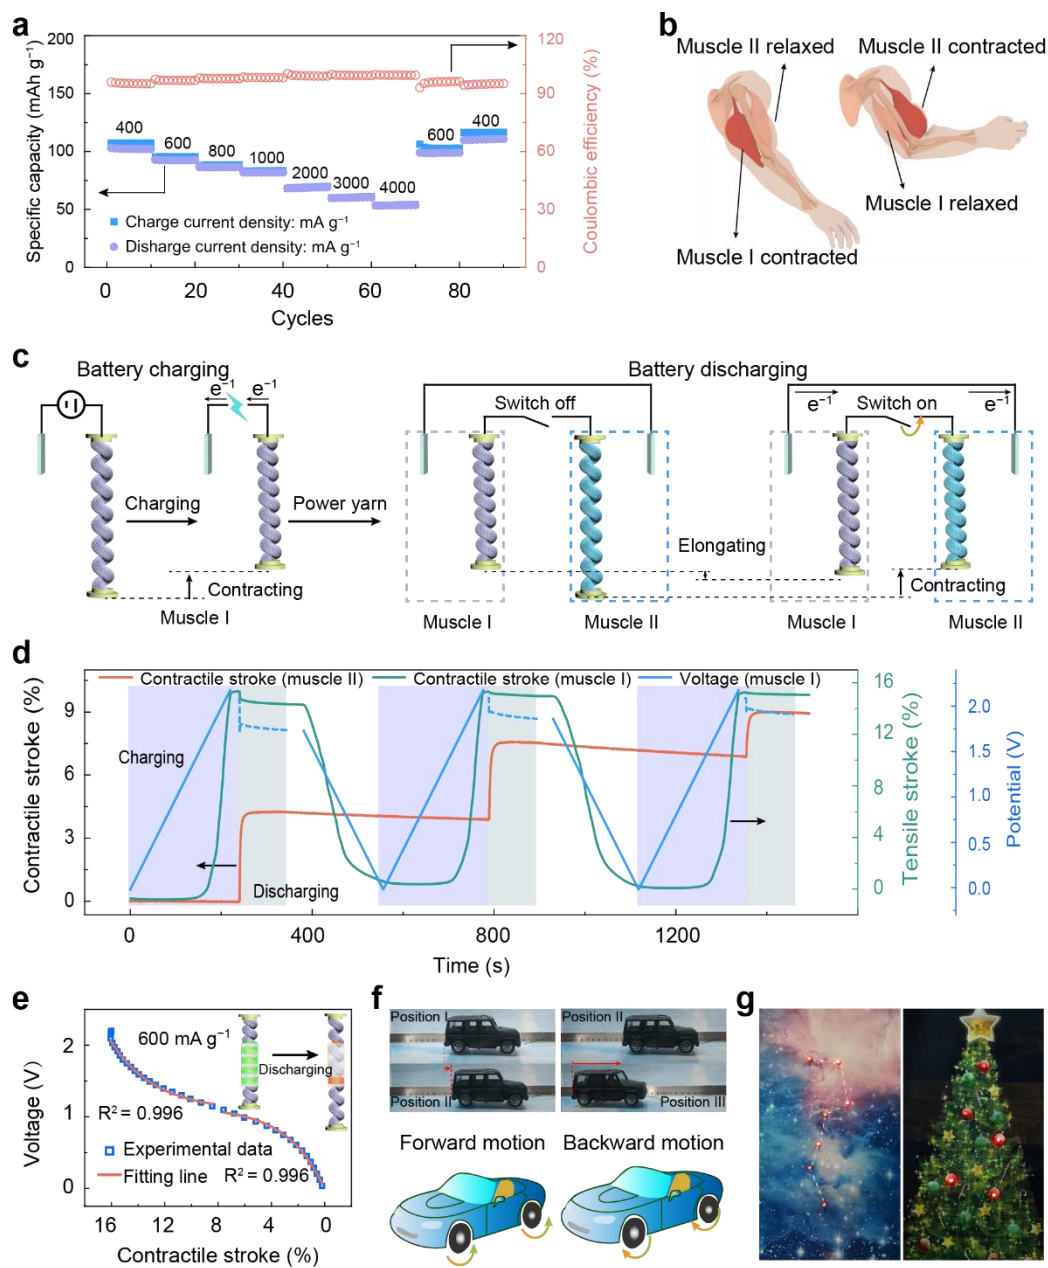 a
200
150
100
50
0
Specific capacity (mAh g⁻¹)
120
90
60
30
0
Coulombic efficiency (%)
400
600
800
1000
2000
3000
4000
600
400
Charge current density: mA g⁻¹
Disharge current density: mA g⁻¹
0
20
40
60
80
Cycles
b
Muscle II relaxed
Muscle II contracted
Muscle I relaxed
Muscle I contracted
c
Battery charging
Battery discharging
e⁻¹
e⁻¹
Switch off
e⁻¹
Switch on
e⁻¹
Charging
Power yarn
Elongating
Contracting
Contracting
Muscle I
Muscle I
Muscle II
Muscle I
Muscle II
d
Contractile stroke (muscle II)
Contractile stroke (muscle I)
Voltage (muscle I)
9
6
3
0
Contractile stroke (%)
16
12
8
4
0
Tensile stroke (%)
2.0
1.5
1.0
0.5
0.0
Potential (V)
Charging
Discharging
0
400
800
1200
Time (s)
e
2
1
0
Voltage (V)
600 mA g⁻¹
Discharging
R² = 0.996
Experimental data
Fitting line
R² = 0.996
16
12
8
4
0
Contractile stroke (%)
f
Position I
Position II
Position II
Position III
Forward motion
Backward motion
g